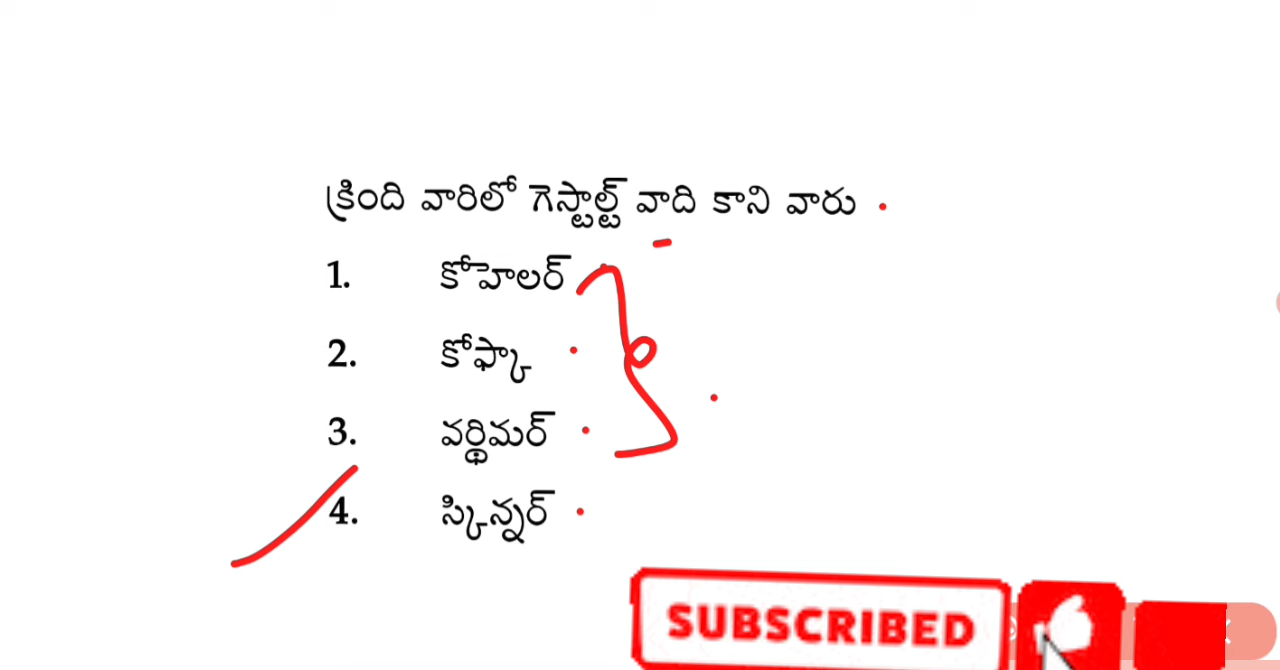 క్రింది వారిలో గెస్టాల్ట్ వాది కాని వారు
1. కోహెలర్
2. కోఫ్కా
3. వర్థిమర్
4. స్కిన్నర్
SUBSCRIBED